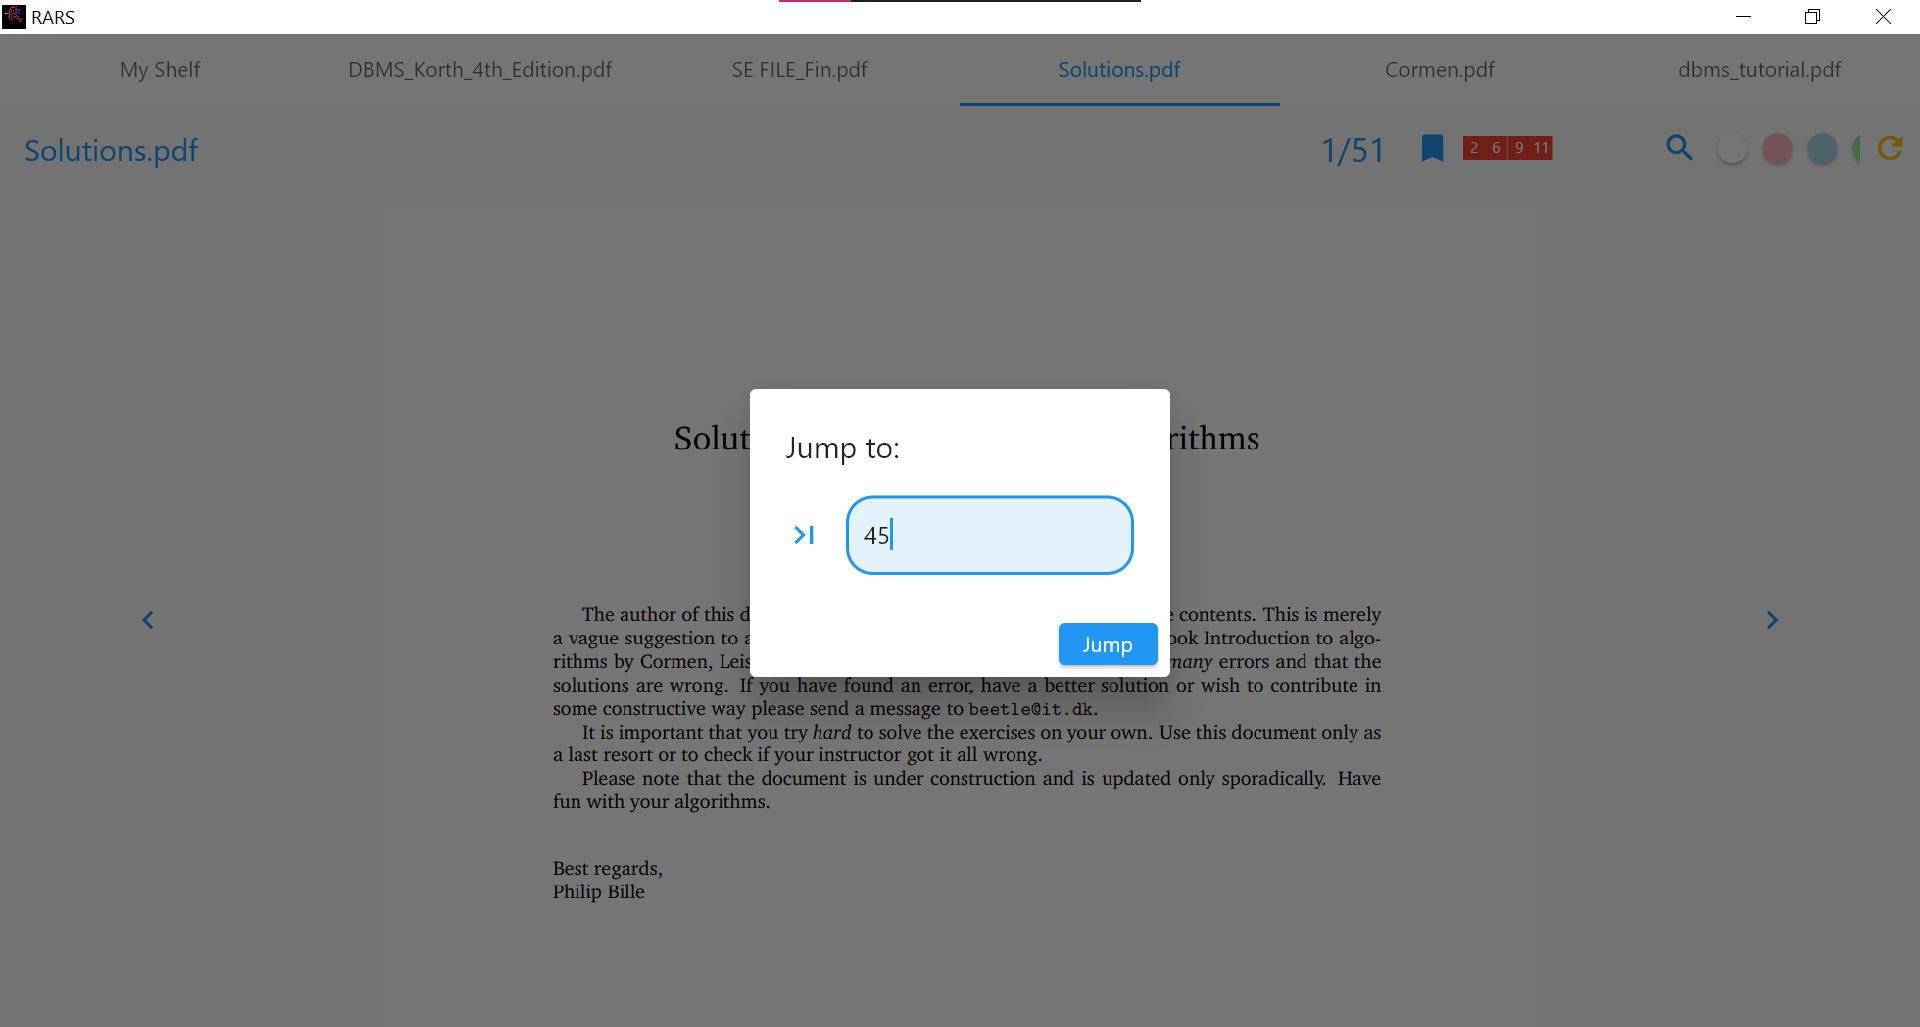 RARS
My Shelf DBMS_Korth_4th_Edition.pdf SE FILE_Fin.pdf Solutions.pdf Cormen.pdf dbms_tutorial.pdf
Solutions.pdf 1/51 2 6 9 11
Solut rithms
Jump to:
45
Jump
The author of this d contents. This is merely
a vague suggestion to a ook Introduction to algo-
rithms by Cormen, Leis many errors and that the
solutions are wrong. If you have found an error, have a better solution or wish to contribute in
some constructive way please send a message to beetle@it.dk.
It is important that you try hard to solve the exercises on your own. Use this document only as
a last resort or to check if your instructor got it all wrong.
Please note that the document is under construction and is updated only sporadically. Have
fun with your algorithms.
Best regards,
Philip Bille